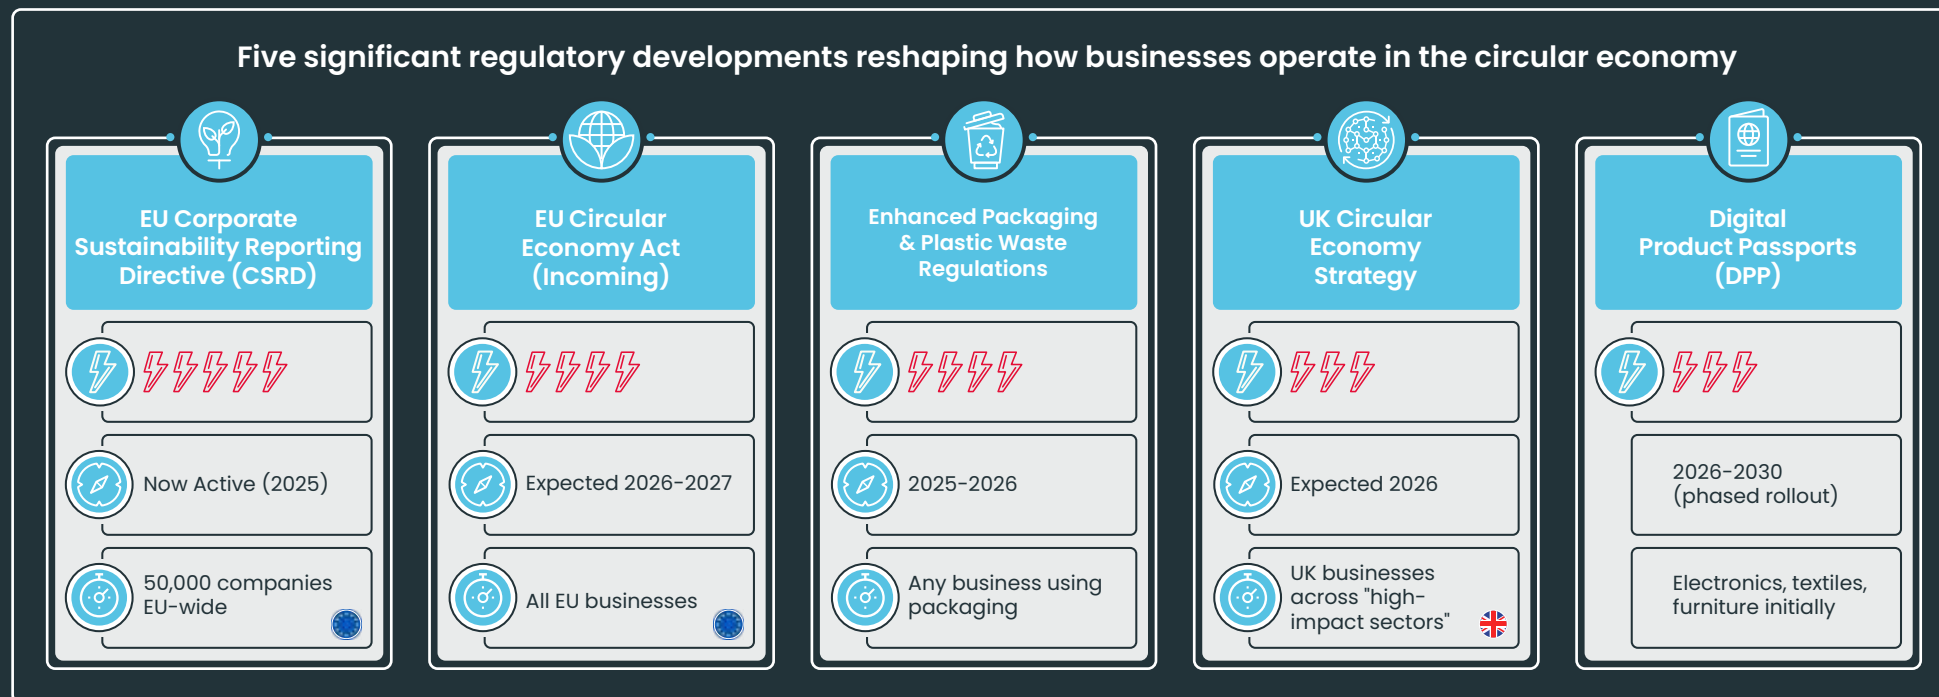 Five significant regulatory developments reshaping how businesses operate in the circular economy
EU Corporate
Sustainability Reporting
Directive (CSRD)
Now Active (2025)
50,000 companies
EU-wide
EU Circular
Economy Act
(Incoming)
Expected 2026-2027
All EU businesses
Enhanced Packaging
& Plastic Waste
Regulations
2025-2026
Any business using
packaging
UK Circular
Economy
Strategy
Expected 2026
UK businesses
across "high-
impact sectors"
Digital
Product Passports
(DPP)
2026-2030
(phased rollout)
Electronics, textiles,
furniture initially